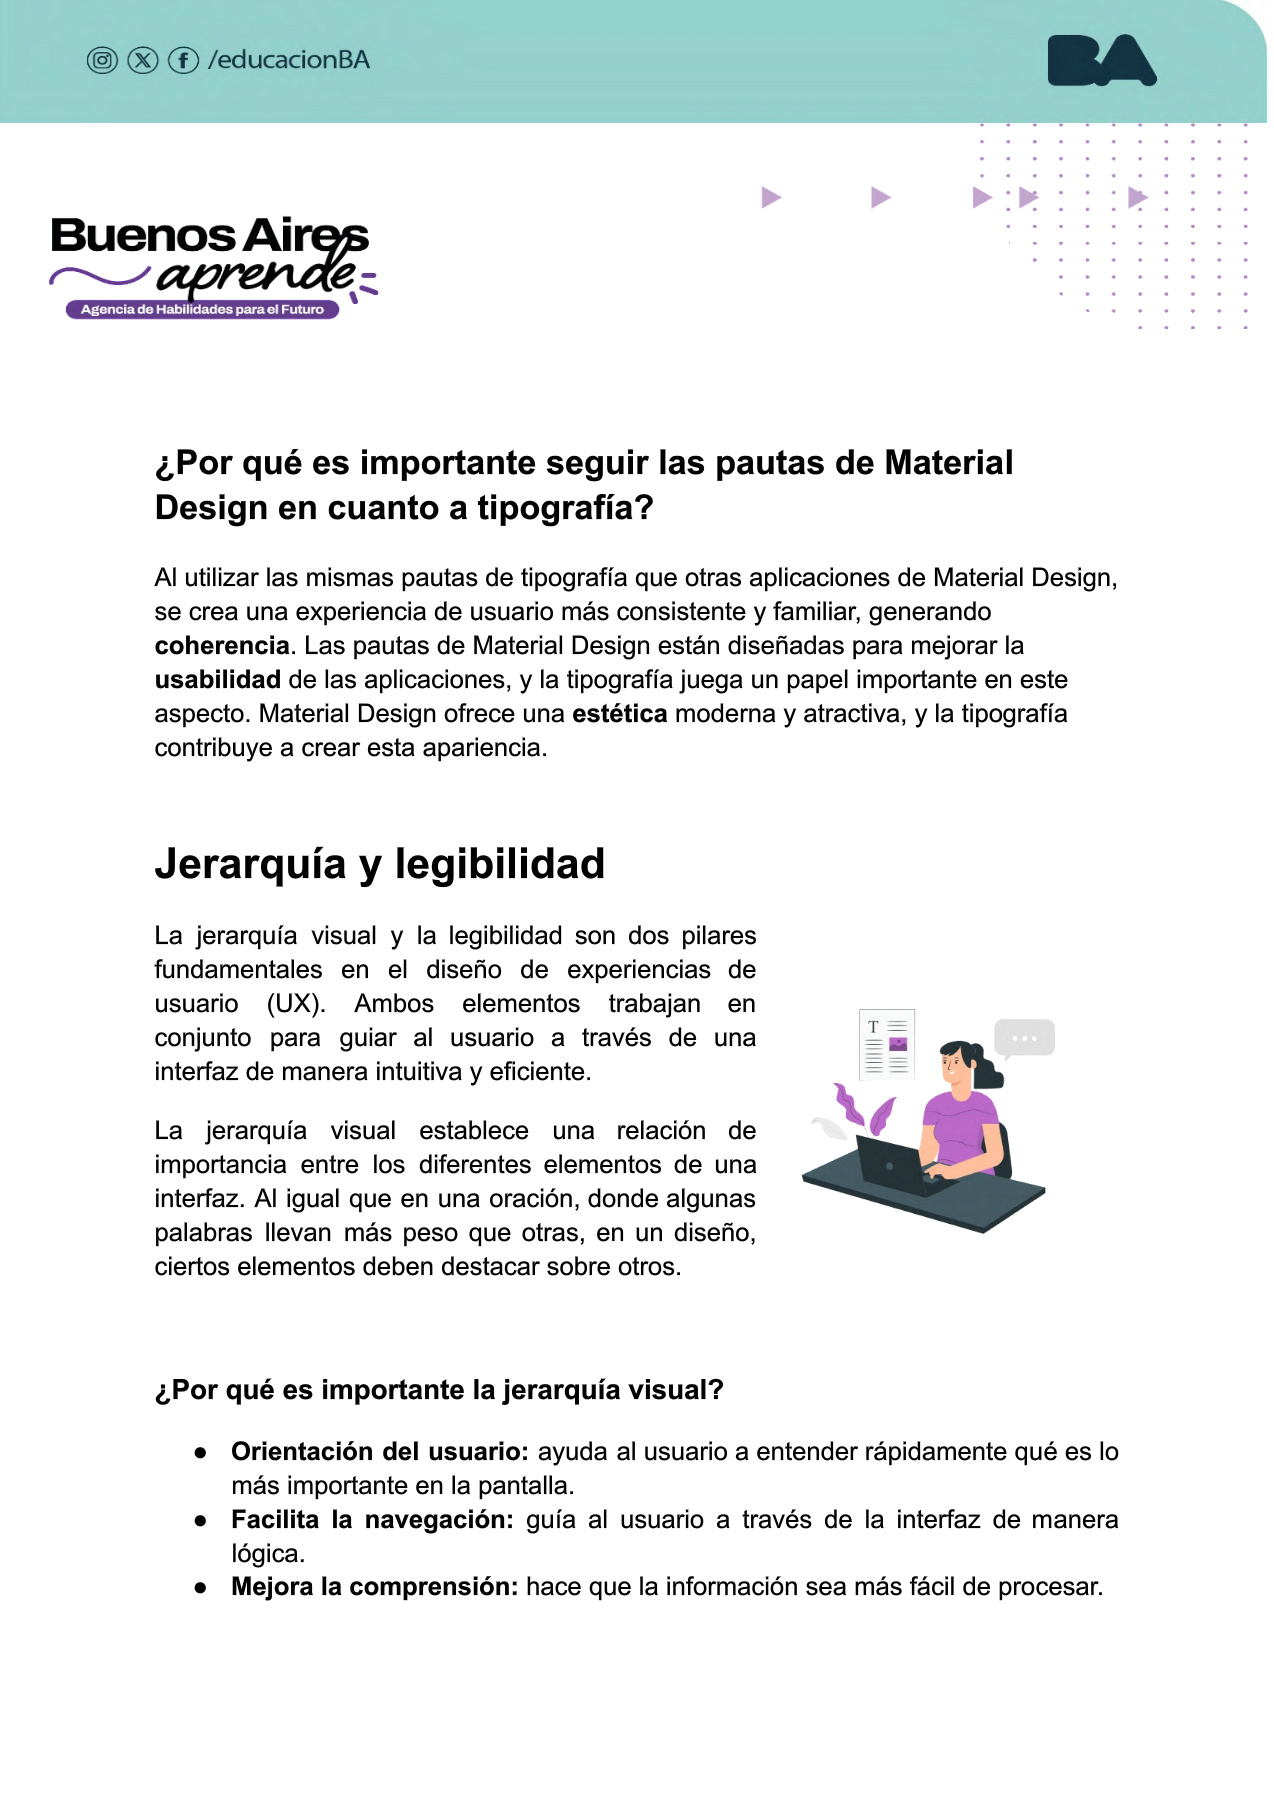 /educacionBA
BA
Buenos Aires
aprende
Agencia de Habilidades para el Futuro
¿Por qué es importante seguir las pautas de Material
Design en cuanto a tipografía?
Al utilizar las mismas pautas de tipografía que otras aplicaciones de Material Design,
se crea una experiencia de usuario más consistente y familiar, generando
coherencia. Las pautas de Material Design están diseñadas para mejorar la
usabilidad de las aplicaciones, y la tipografía juega un papel importante en este
aspecto. Material Design ofrece una estética moderna y atractiva, y la tipografía
contribuye a crear esta apariencia.
Jerarquía y legibilidad
La jerarquía visual y la legibilidad son dos pilares
fundamentales en el diseño de experiencias de
usuario (UX). Ambos elementos trabajan en
conjunto para guiar al usuario a través de una
interfaz de manera intuitiva y eficiente.
T
La jerarquía visual establece una relación de
importancia entre los diferentes elementos de una
interfaz. Al igual que en una oración, donde algunas
palabras llevan más peso que otras, en un diseño,
ciertos elementos deben destacar sobre otros.
¿Por qué es importante la jerarquía visual?
● Orientación del usuario: ayuda al usuario a entender rápidamente qué es lo
más importante en la pantalla.
● Facilita la navegación: guía al usuario a través de la interfaz de manera
lógica.
● Mejora la comprensión: hace que la información sea más fácil de procesar.